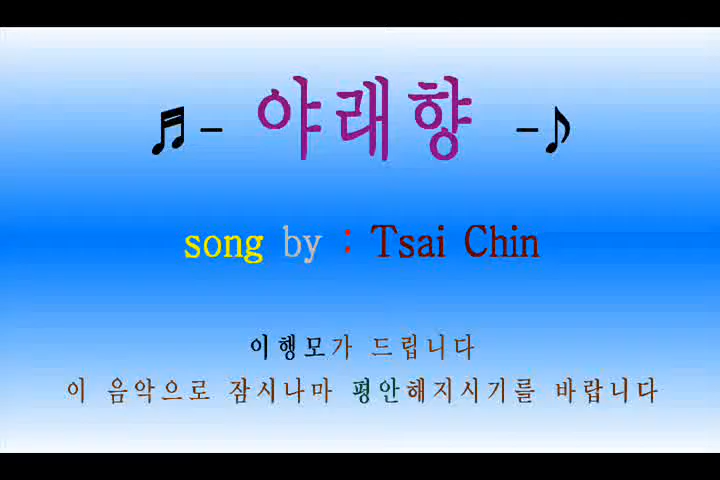 ♬- 야래향 -♪
song by : Tsai Chin
이행모가 드립니다
이 음악으로 잠시나마 평안해지시기를 바랍니다